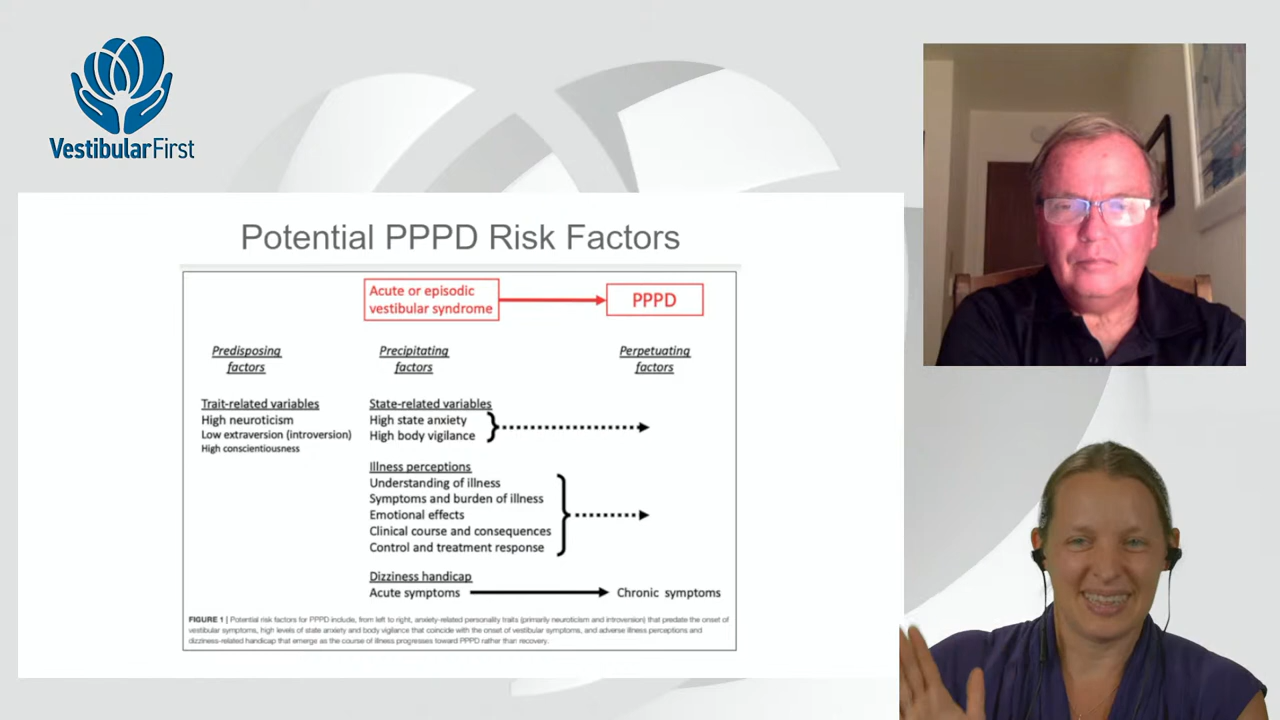 VestibularFirst
Potential PPPD Risk Factors
Acute or episodic
vestibular syndrome
PPPD
Predisposing
factors
Precipitating
factors
Perpetuating
factors
Trait-related variables
High neuroticism
Low extraversion (introversion)
High conscientiousness
State-related variables
High state anxiety
High body vigilance
Illness perceptions
Understanding of illness
Symptoms and burden of illness
Emotional effects
Clinical course and consequences
Control and treatment response
Dizziness handicap
Acute symptoms
Chronic symptoms
FIGURE 1 | Potential risk factors for PPPD include, from left to right, anxiety-related personality traits (primarily neuroticism and introversion) that predate the onset of
vestibular symptoms, high levels of state anxiety and body vigilance that coincide with the onset of vestibular symptoms, and adverse illness perceptions and
dizziness-related handicap that emerge as the course of illness progresses toward PPPD rather than recovery.